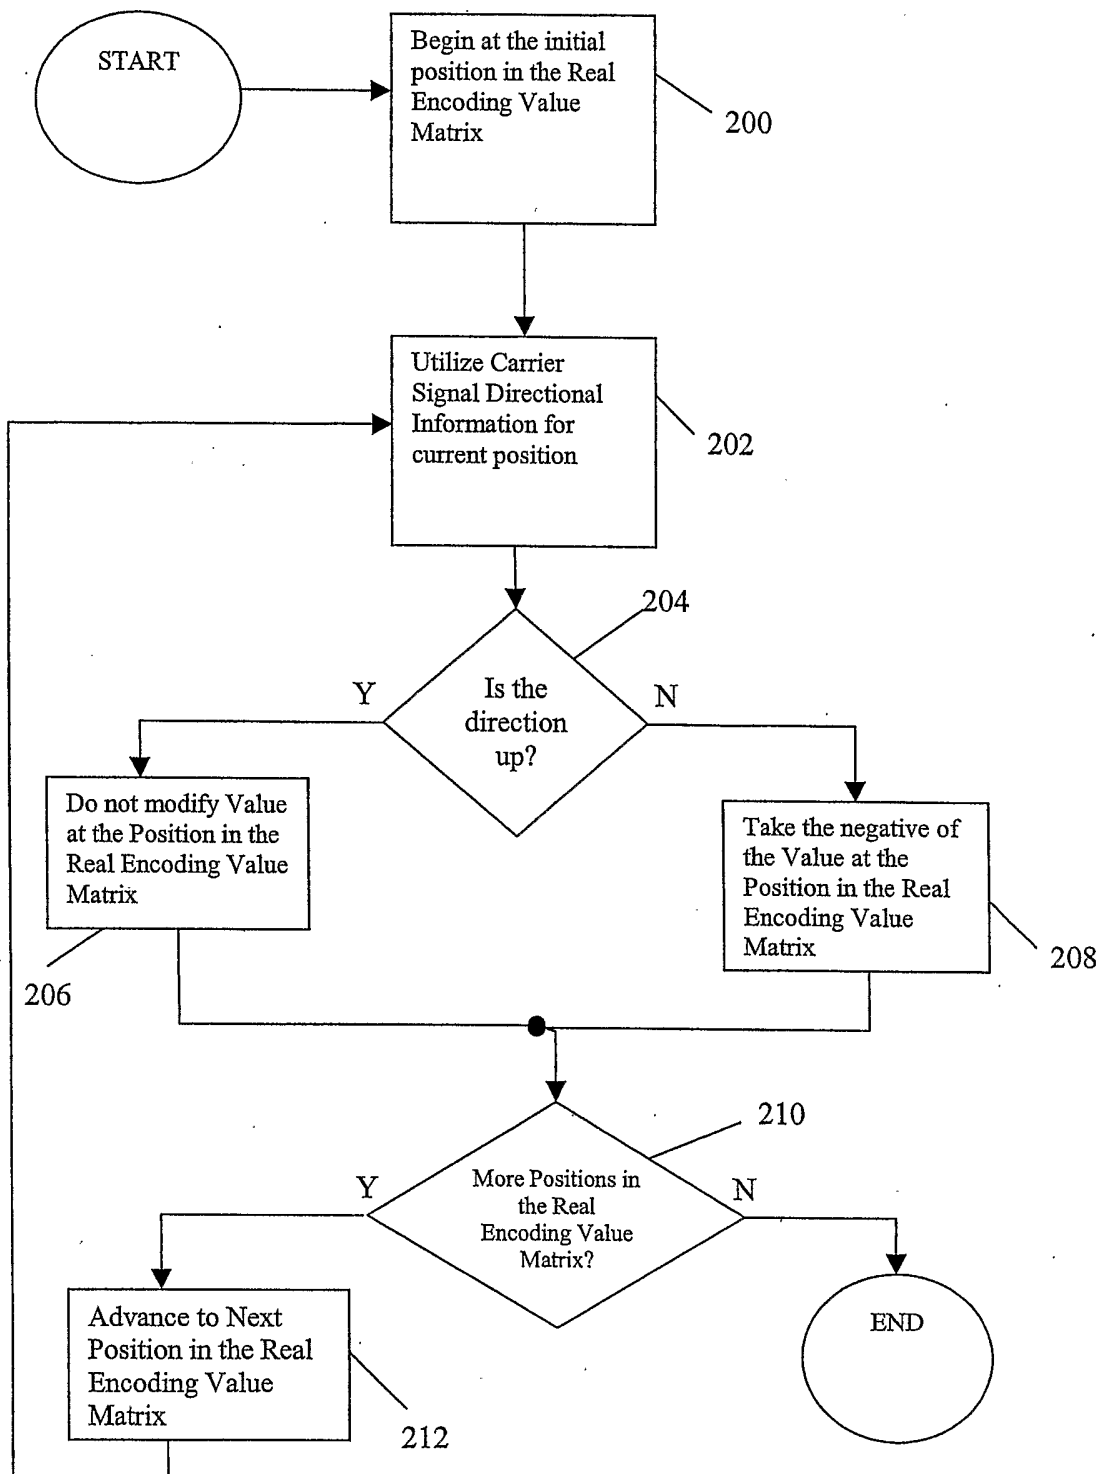 START
Begin at the initial
position in the Real
Encoding Value
Matrix
200
Utilize Carrier
Signal Directional
Information for
current position
202
204
Y
Is the
direction
up?
N
Do not modify Value
at the Position in the
Real Encoding Value
Matrix
206
Take the negative of
the Value at the
Position in the Real
Encoding Value
Matrix
208
210
Y
More Positions in
the Real
Encoding Value
Matrix?
N
Advance to Next
Position in the Real
Encoding Value
Matrix
212
END